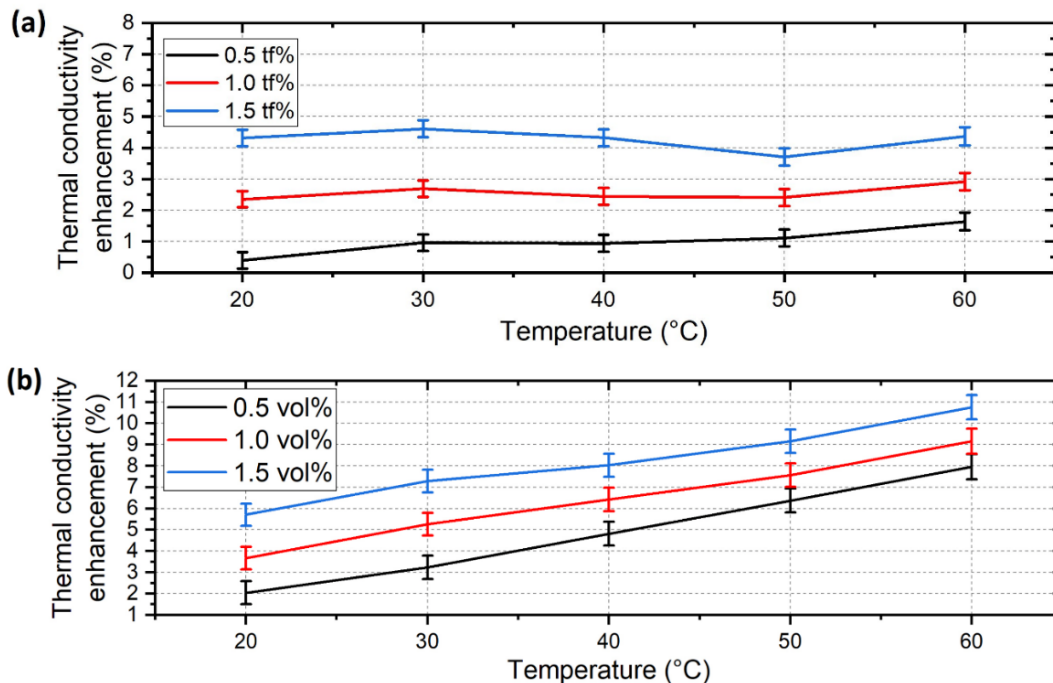 (a)
Thermal conductivity
enhancement (%)
8
7
6
5
4
3
2
1
0
0.5 tf%
1.0 tf%
1.5 tf%
20 30 40 50 60
Temperature (°C)
(b)
Thermal conductivity
enhancement (%)
12
11
10
9
8
7
6
5
4
3
2
1
0.5 vol%
1.0 vol%
1.5 vol%
20 30 40 50 60
Temperature (°C)